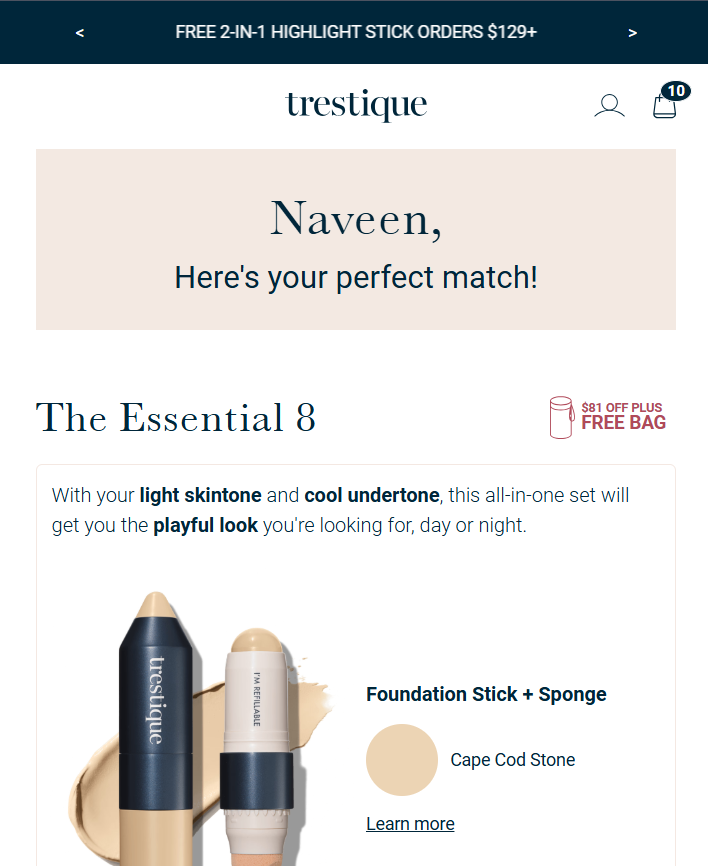 <
FREE 2-IN-1 HIGHLIGHT STICK ORDERS $129+
>
trestique
10
Naveen,
Here's your perfect match!
The Essential 8
$81 OFF PLUS
FREE BAG
With your light skintone and cool undertone, this all-in-one set will
get you the playful look you're looking for, day or night.
trestique
I'M REFILLABLE
Foundation Stick + Sponge
Cape Cod Stone
Learn more